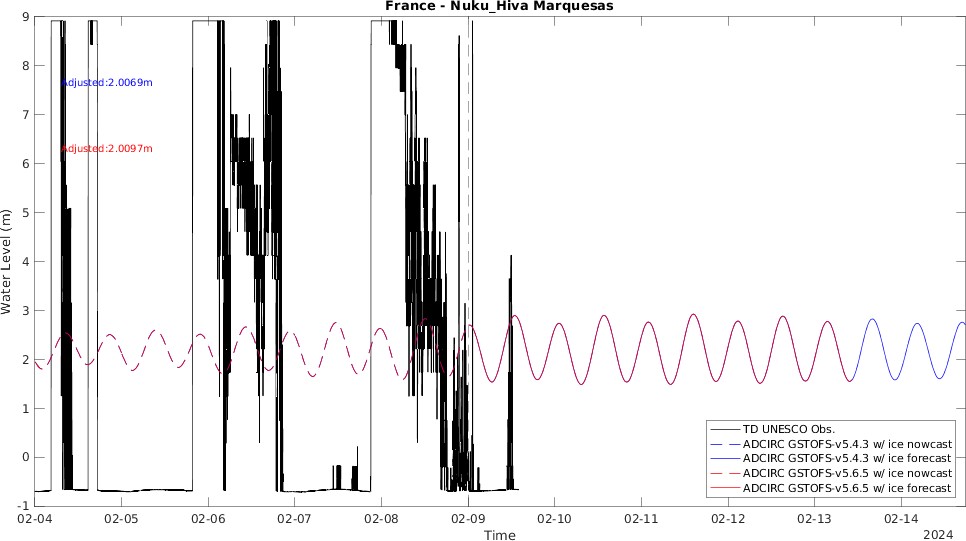 France - Nuku_Hiva Marquesas
9
8
7
6
5
4
3
2
1
0
-1
Water Level (m)
Adjusted:2.0069m
Adjusted:2.0097m
TD UNESCO Obs.
ADCIRC GSTOFS-v5.4.3 w/ ice nowcast
ADCIRC GSTOFS-v5.4.3 w/ ice forecast
ADCIRC GSTOFS-v5.6.5 w/ ice nowcast
ADCIRC GSTOFS-v5.6.5 w/ ice forecast
02-04 02-05 02-06 02-07 02-08 02-09 02-10 02-11 02-12 02-13 02-14
Time
2024